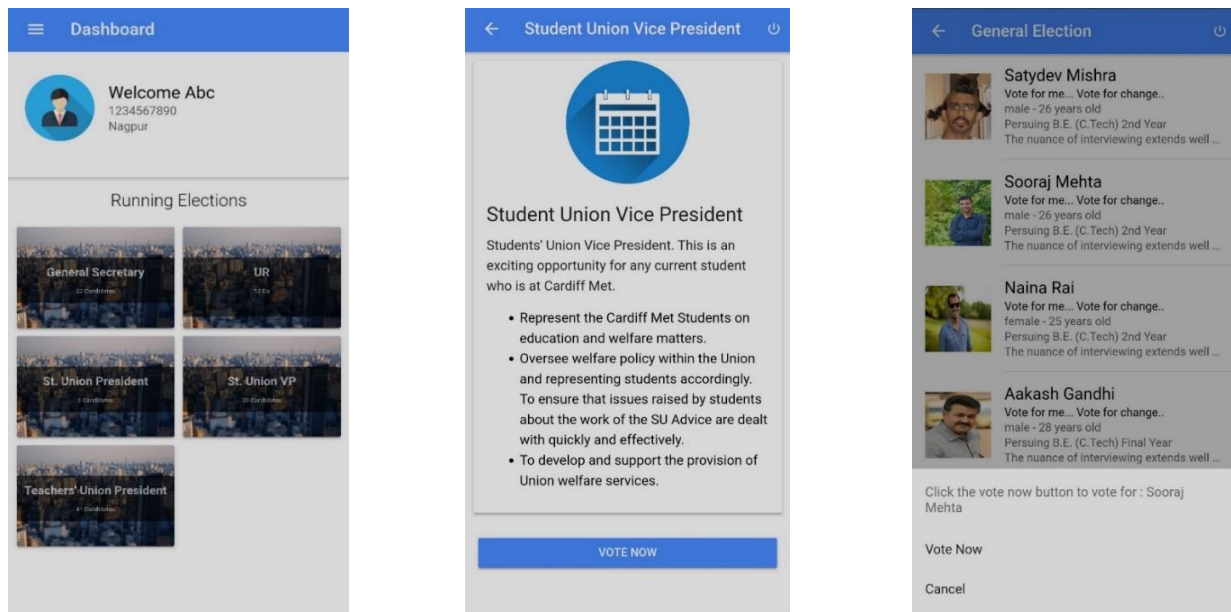 Dashboard
Welcome Abc
1234567890
Nagpur
Running Elections
General Secretary
UR
St. Union President
3 Candidates
St. Union VP
Teachers' Union President
41 Candidates
Student Union Vice President
Student Union Vice President
Students' Union Vice President. This is an
exciting opportunity for any current student
who is at Cardiff Met.
• Represent the Cardiff Met Students on
education and welfare matters.
• Oversee welfare policy within the Union
and representing students accordingly.
To ensure that issues raised by students
about the work of the SU Advice are dealt
with quickly and effectively.
• To develop and support the provision of
Union welfare services.
VOTE NOW
General Election
Satydev Mishra
Vote for me... Vote for change..
male - 26 years old
Persuing B.E. (C.Tech) 2nd Year
The nuance of interviewing extends well ...
Sooraj Mehta
Vote for me... Vote for change..
male - 26 years old
Persuing B.E. (C.Tech) 2nd Year
The nuance of interviewing extends well ...
Naina Rai
Vote for me... Vote for change..
female - 25 years old
Persuing B.E. (C.Tech) 2nd Year
The nuance of interviewing extends well ...
Aakash Gandhi
Vote for me... Vote for change..
male - 28 years old
Persuing B.E. (C.Tech) Final Year
The nuance of interviewing extends well ...
Click the vote now button to vote for : Sooraj
Mehta
Vote Now
Cancel